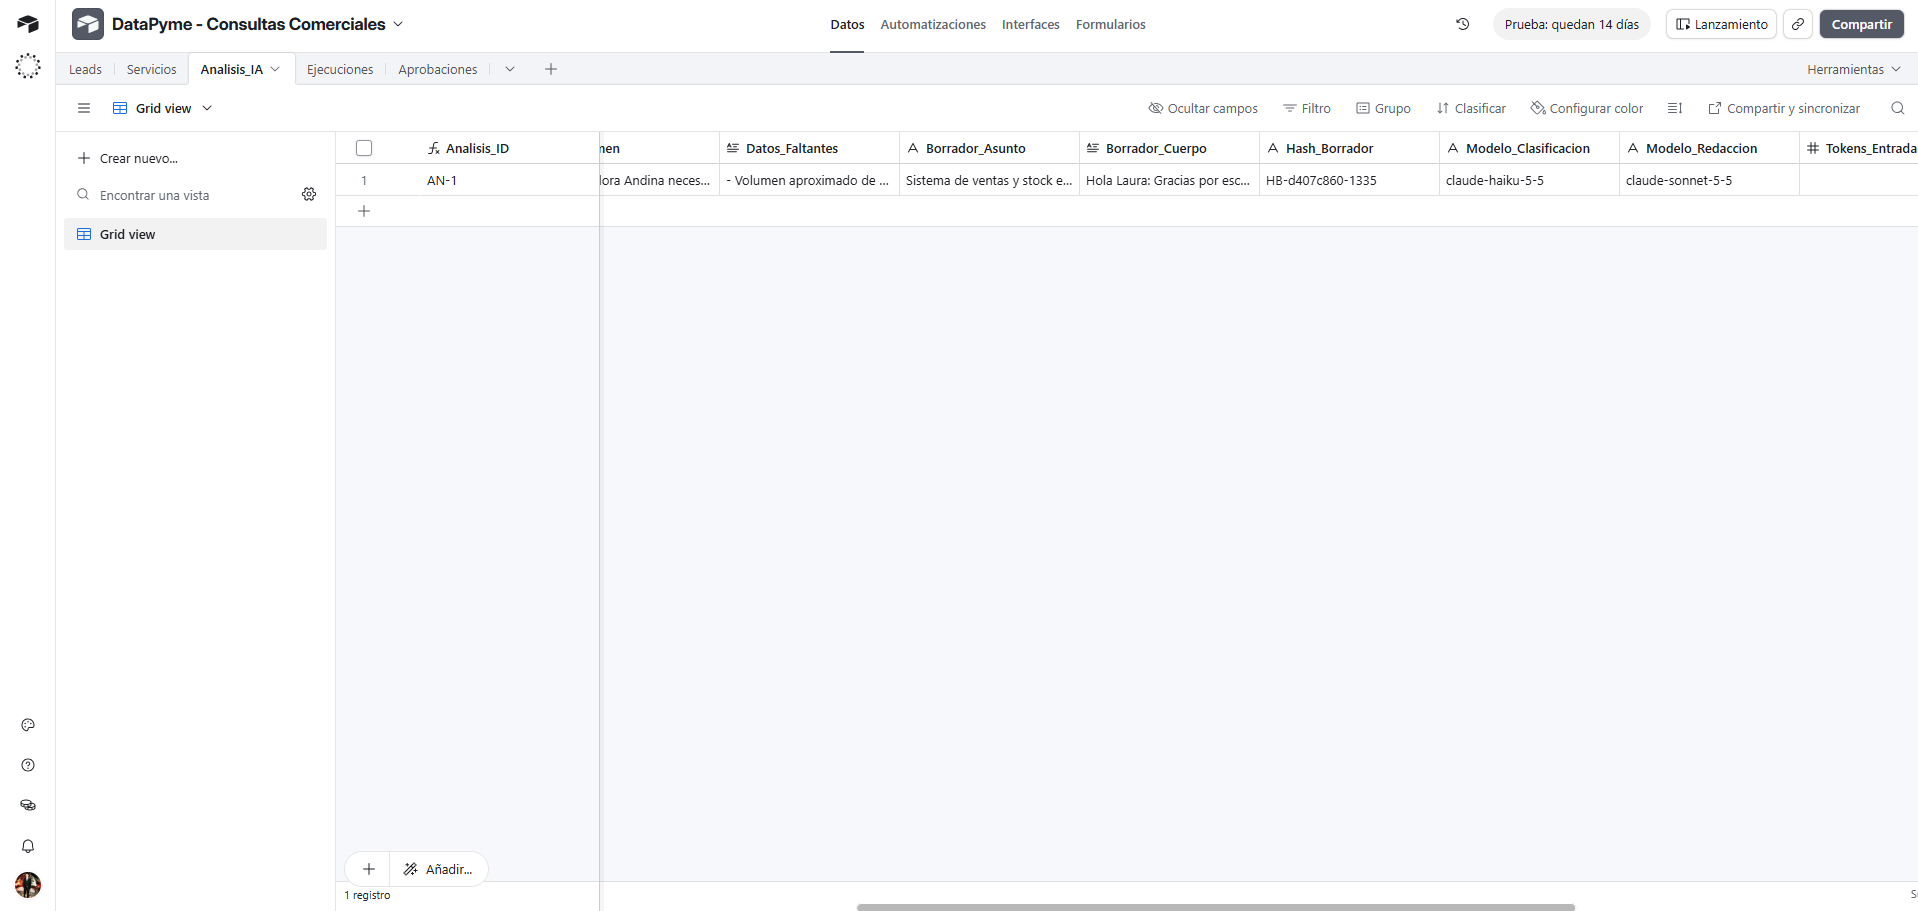 DataPyme - Consultas Comerciales
Datos Automatizaciones Interfaces Formularios
Prueba: quedan 14 días
Lanzamiento
Compartir
Leads Servicios Analisis_IA Ejecuciones Aprobaciones
Herramientas
Grid view
Ocultar campos Filtro Grupo Clasificar Configurar color Compartir y sincronizar
Crear nuevo...
Encontrar una vista
Grid view
Analisis_ID men Datos_Faltantes Borrador_Asunto Borrador_Cuerpo Hash_Borrador Modelo_Clasificacion Modelo_Redaccion Tokens_Entrada
1 AN-1 lora Andina neces... - Volumen aproximado de ... Sistema de ventas y stock e... Hola Laura: Gracias por esc... HB-d407c860-1335 claude-haiku-5-5 claude-sonnet-5-5
Añadir...
1 registro